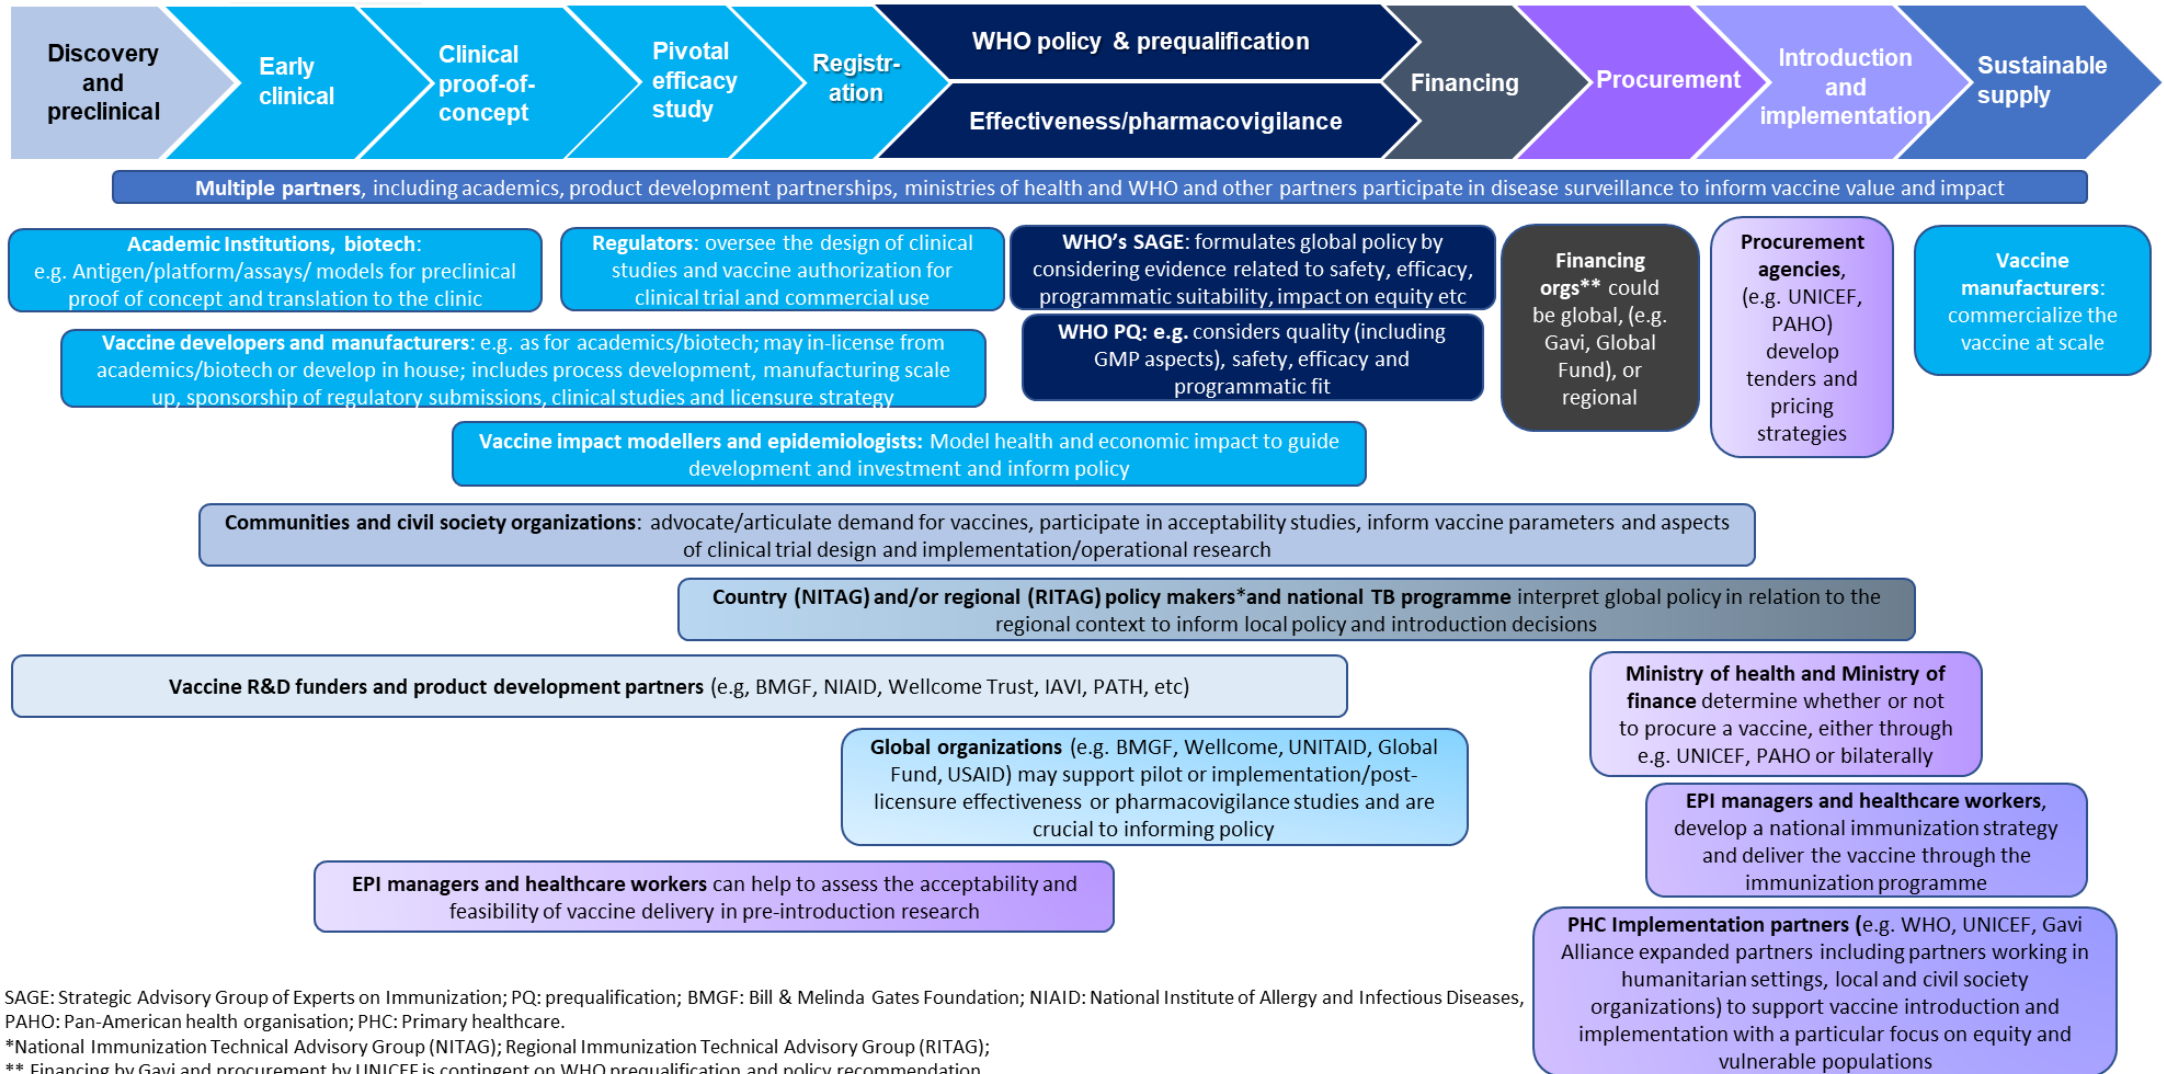 Discovery
and
preclinical
Early
clinical
Clinical
proof-of-
concept
Pivotal
efficacy
study
Registr-
ation
WHO policy & prequalification
Effectiveness/pharmacovigilance
Financing
Procurement
Introduction
and
implementation
Sustainable
supply
Multiple partners, including academics, product development partnerships, ministries of health and WHO and other partners participate in disease surveillance to inform vaccine value and impact
Academic Institutions, biotech:
e.g. Antigen/platform/assays/ models for preclinical
proof of concept and translation to the clinic
Regulators: oversee the design of clinical
studies and vaccine authorization for
clinical trial and commercial use
WHO's SAGE: formulates global policy by
considering evidence related to safety, efficacy,
programmatic suitability, impact on equity etc
Financing
orgs** could
be global, (e.g.
Gavi, Global
Fund), or
regional
Procurement
agencies,
(e.g. UNICEF,
PAHO)
develop
tenders and
pricing
strategies
Vaccine
manufacturers:
commercialize the
vaccine at scale
Vaccine developers and manufacturers: e.g. as for academics/biotech; may in-license from
academics/biotech or develop in house; includes process development, manufacturing scale
up, sponsorship of regulatory submissions, clinical studies and licensure strategy
WHO PQ: e.g. considers quality (including
GMP aspects), safety, efficacy and
programmatic fit
Vaccine impact modellers and epidemiologists: Model health and economic impact to guide
development and investment and inform policy
Communities and civil society organizations: advocate/articulate demand for vaccines, participate in acceptability studies, inform vaccine parameters and aspects
of clinical trial design and implementation/operational research
Country (NITAG) and/or regional (RITAG) policy makers*and national TB programme interpret global policy in relation to the
regional context to inform local policy and introduction decisions
Vaccine R&D funders and product development partners (e.g, BMGF, NIAID, Wellcome Trust, IAVI, PATH, etc)
Ministry of health and Ministry of
finance determine whether or not
to procure a vaccine, either through
e.g. UNICEF, PAHO or bilaterally
Global organizations (e.g. BMGF, Wellcome, UNITAID, Global
Fund, USAID) may support pilot or implementation/post-
licensure effectiveness or pharmacovigilance studies and are
crucial to informing policy
EPI managers and healthcare workers,
develop a national immunization strategy
and deliver the vaccine through the
immunization programme
EPI managers and healthcare workers can help to assess the acceptability and
feasibility of vaccine delivery in pre-introduction research
PHC Implementation partners (e.g. WHO, UNICEF, Gavi
Alliance expanded partners including partners working in
humanitarian settings, local and civil society
organizations) to support vaccine introduction and
implementation with a particular focus on equity and
vulnerable populations
SAGE: Strategic Advisory Group of Experts on Immunization; PQ: prequalification; BMGF: Bill & Melinda Gates Foundation; NIAID: National Institute of Allergy and Infectious Diseases,
PAHO: Pan-American health organisation; PHC: Primary healthcare.
*National Immunization Technical Advisory Group (NITAG); Regional Immunization Technical Advisory Group (RITAG);
** Financing by Gavi and procurement by UNICEF is contingent on WHO prequalification and policy recommendation